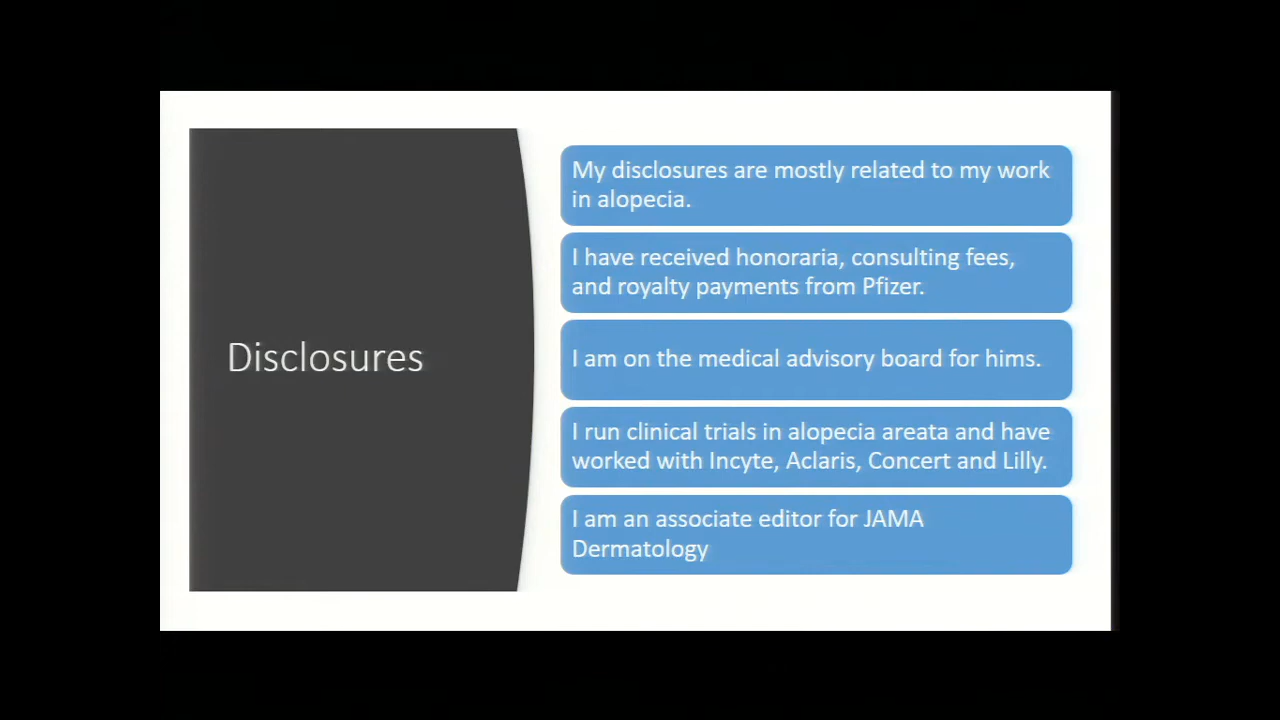 Disclosures
My disclosures are mostly related to my work
in alopecia.
I have received honoraria, consulting fees,
and royalty payments from Pfizer.
I am on the medical advisory board for hims.
I run clinical trials in alopecia areata and have
worked with Incyte, Aclaris, Concert and Lilly.
I am an associate editor for JAMA
Dermatology